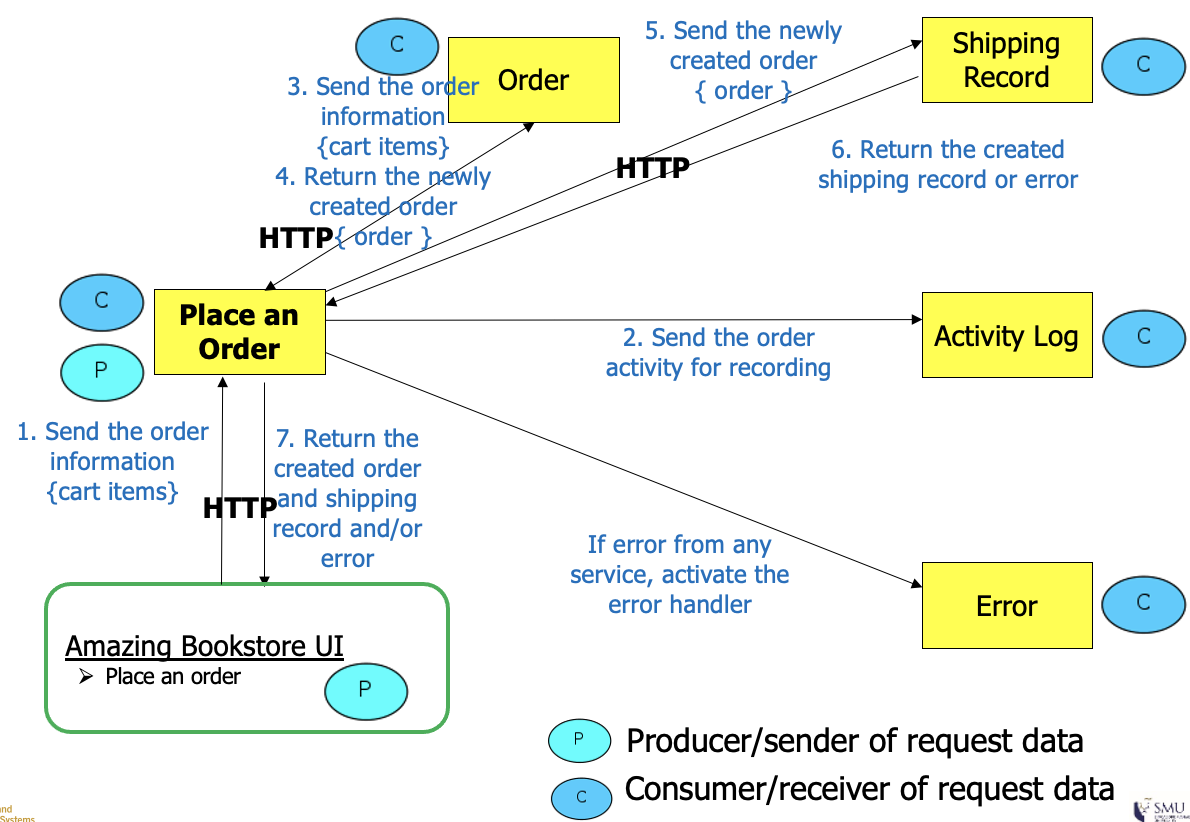 C
Order
3. Send the order
information
{cart items}
4. Return the newly
created order
{ order }
HTTP
5. Send the newly
created order
{ order }
HTTP
Shipping
Record
C
6. Return the created
shipping record or error
C
P
Place an
Order
2. Send the order
activity for recording
Activity Log
C
1. Send the order
information
{cart items}
HTTP
7. Return the
created order
and shipping
record and/or
error
If error from any
service, activate the
error handler
Error
C
Amazing Bookstore UI
➢ Place an order
P
P
Producer/sender of request data
C
Consumer/receiver of request data
nd
Systems
SMU